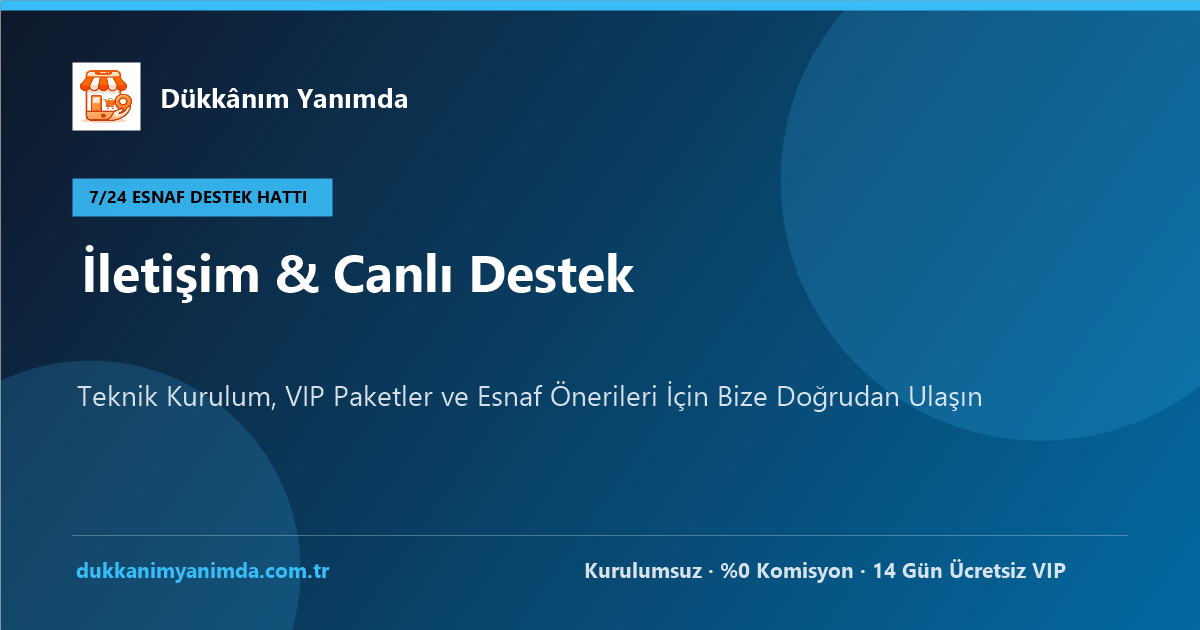 Dükkânım Yanımda
7/24 ESNAF DESTEK HATTI
İletişim & Canlı Destek
Teknik Kurulum, VIP Paketler ve Esnaf Önerileri İçin Bize Doğrudan Ulaşın
dukkanimyanimda.com.tr
Kurulumsuz · %0 Komisyon · 14 Gün Ücretsiz VIP